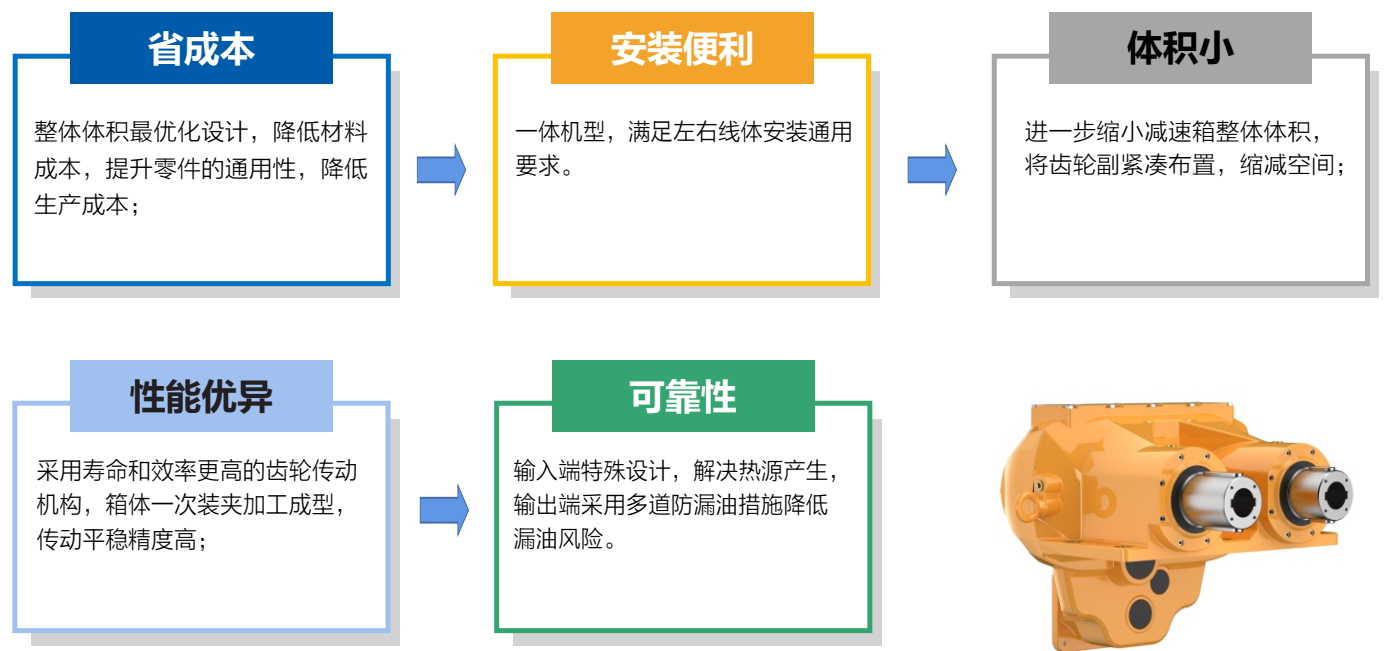 省成本
整体体积最优化设计，降低材料
成本，提升零件的通用性，降低
生产成本；
安装便利
一体机型，满足左右线体安装通用
要求。
体积小
进一步缩小减速箱整体体积，
将齿轮副紧凑布置，缩减空间；
性能优异
采用寿命和效率更高的齿轮传动
机构，箱体一次装夹加工成型，
传动平稳精度高；
可靠性
输入端特殊设计，解决热源产生，
输出端采用多道防漏油措施降低
漏油风险。